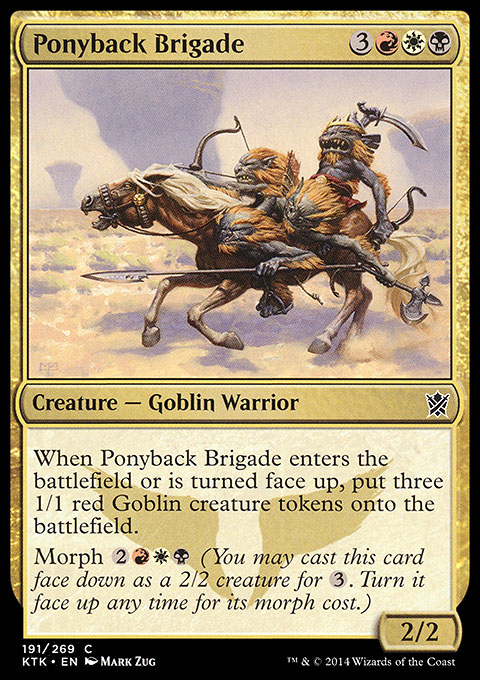 Ponyback Brigade 3
Creature — Goblin Warrior
When Ponyback Brigade enters the
battlefield or is turned face up, put three
1/1 red Goblin creature tokens onto the
battlefield.
Morph 2 (You may cast this card
face down as a 2/2 creature for 3. Turn it
face up any time for its morph cost.)
2/2
191/269 C
KTK • EN Mark Zug
™ & © 2014 Wizards of the Coast